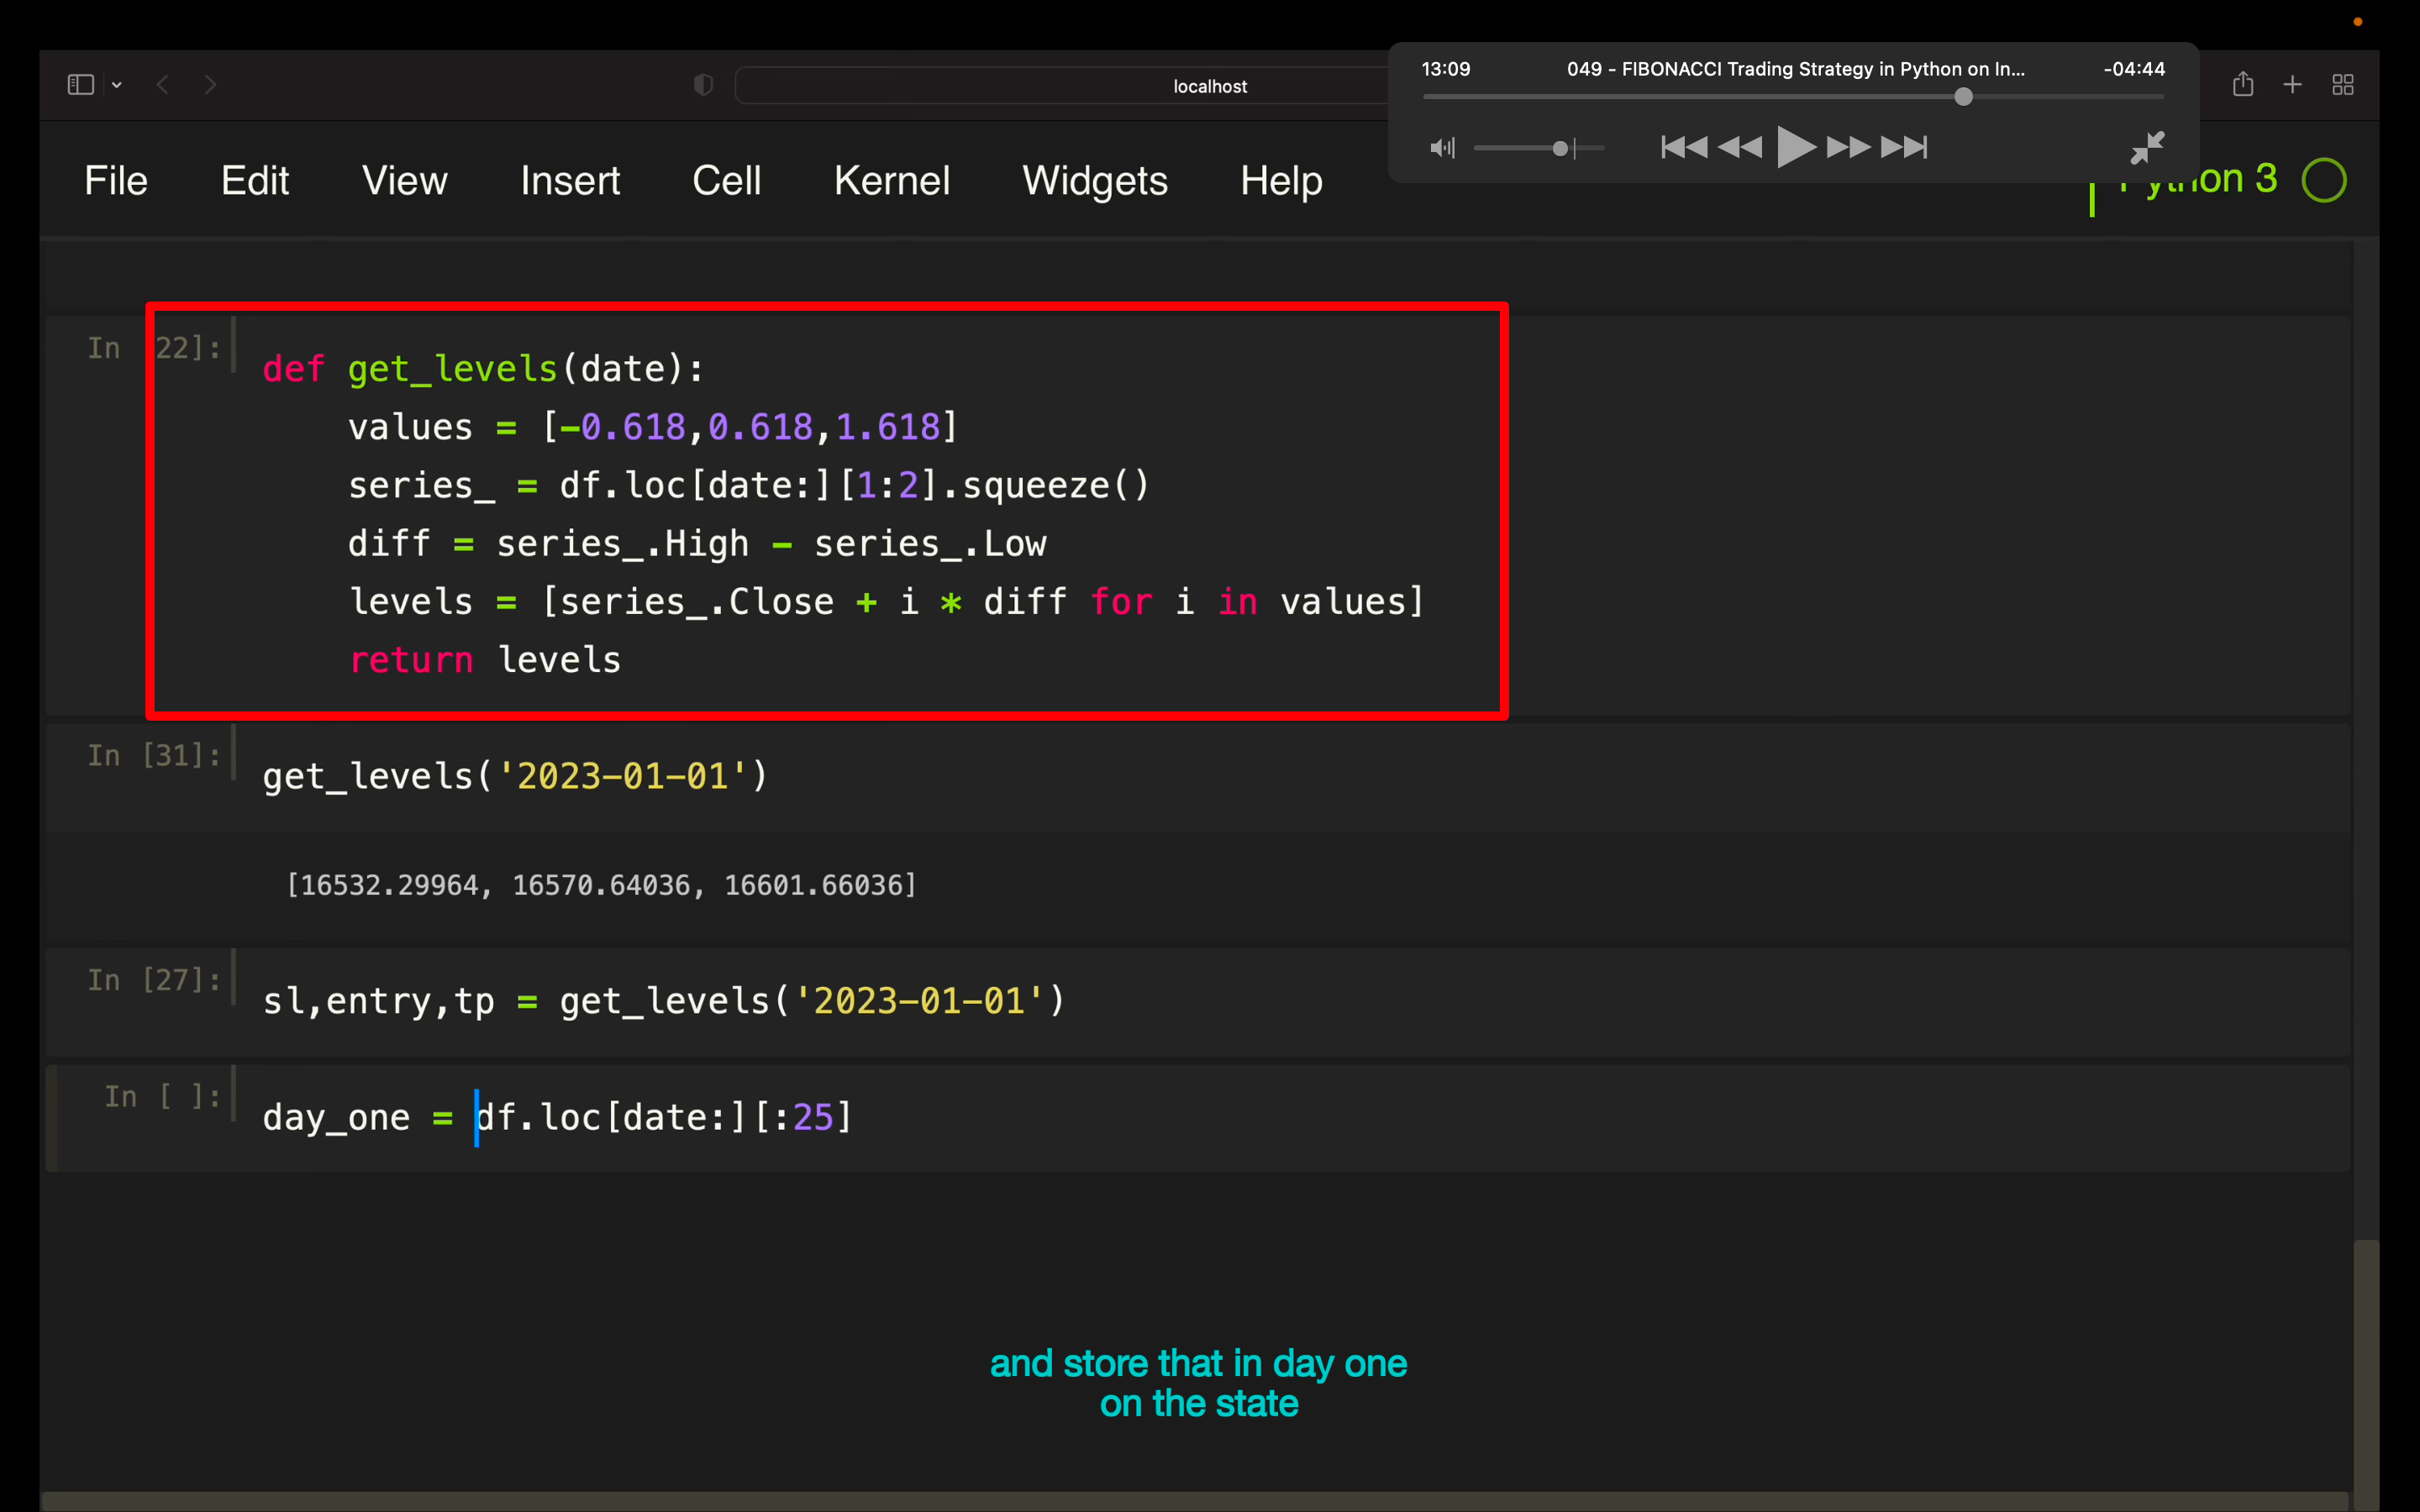 13:09 049 - FIBONACCI Trading Strategy in Python on In... -04:44
localhost
File Edit View Insert Cell Kernel Widgets Help Python 3
In [22]:
def get_levels(date):
    values = [-0.618,0.618,1.618]
    series_ = df.loc[date:][1:2].squeeze()
    diff = series_.High - series_.Low
    levels = [series_.Close + i * diff for i in values]
    return levels
In [31]:
get_levels('2023-01-01')
[16532.29964, 16570.64036, 16601.66036]
In [27]:
sl,entry,tp = get_levels('2023-01-01')
In [ ]:
day_one = df.loc[date:][:25]
and store that in day one
on the state